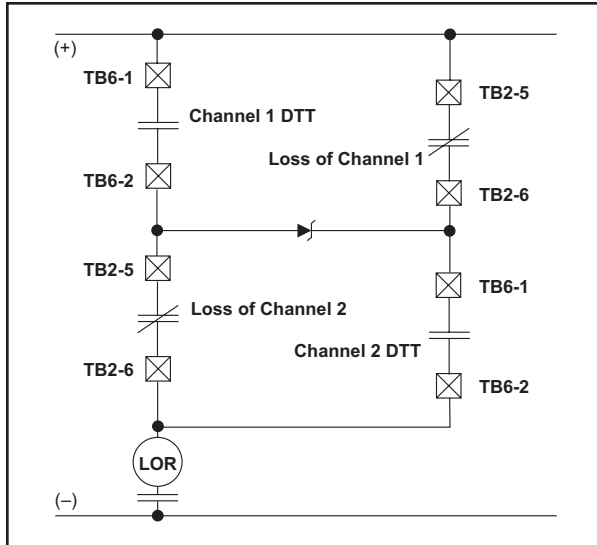 (+)
TB6-1
TB2-5
Channel 1 DTT
Loss of Channel 1
TB6-2
TB2-6
TB2-5
TB6-1
Loss of Channel 2
Channel 2 DTT
TB2-6
TB6-2
LOR
(–)